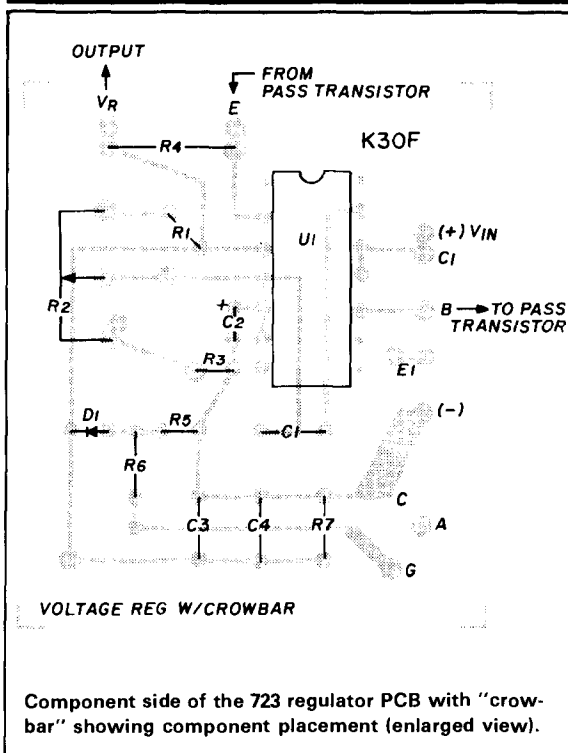 OUTPUT
FROM
PASS TRANSISTOR
VR
E
K30F
R4
R1
U1
(+) VIN
C1
R2
+
C2
B → TO PASS
TRANSISTOR
R3
E1
(-)
D1
R5
C1
R6
C3
C4
R7
C
A
G
VOLTAGE REG W/CROWBAR
Component side of the 723 regulator PCB with "crow-
bar" showing component placement (enlarged view).